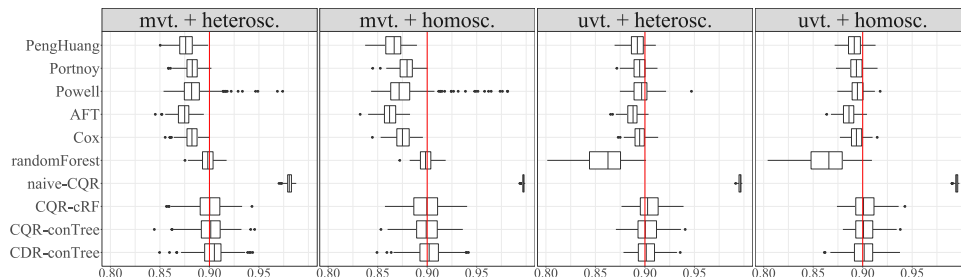 mvt. + heterosc. mvt. + homosc. uvt. + heterosc. uvt. + homosc.
PengHuang
Portnoy
Powell
AFT
Cox
randomForest
naive-CQR
CQR-cRF
CQR-conTree
CDR-conTree
0.80 0.85 0.90 0.95 0.80 0.85 0.90 0.95 0.80 0.85 0.90 0.95 0.80 0.85 0.90 0.95